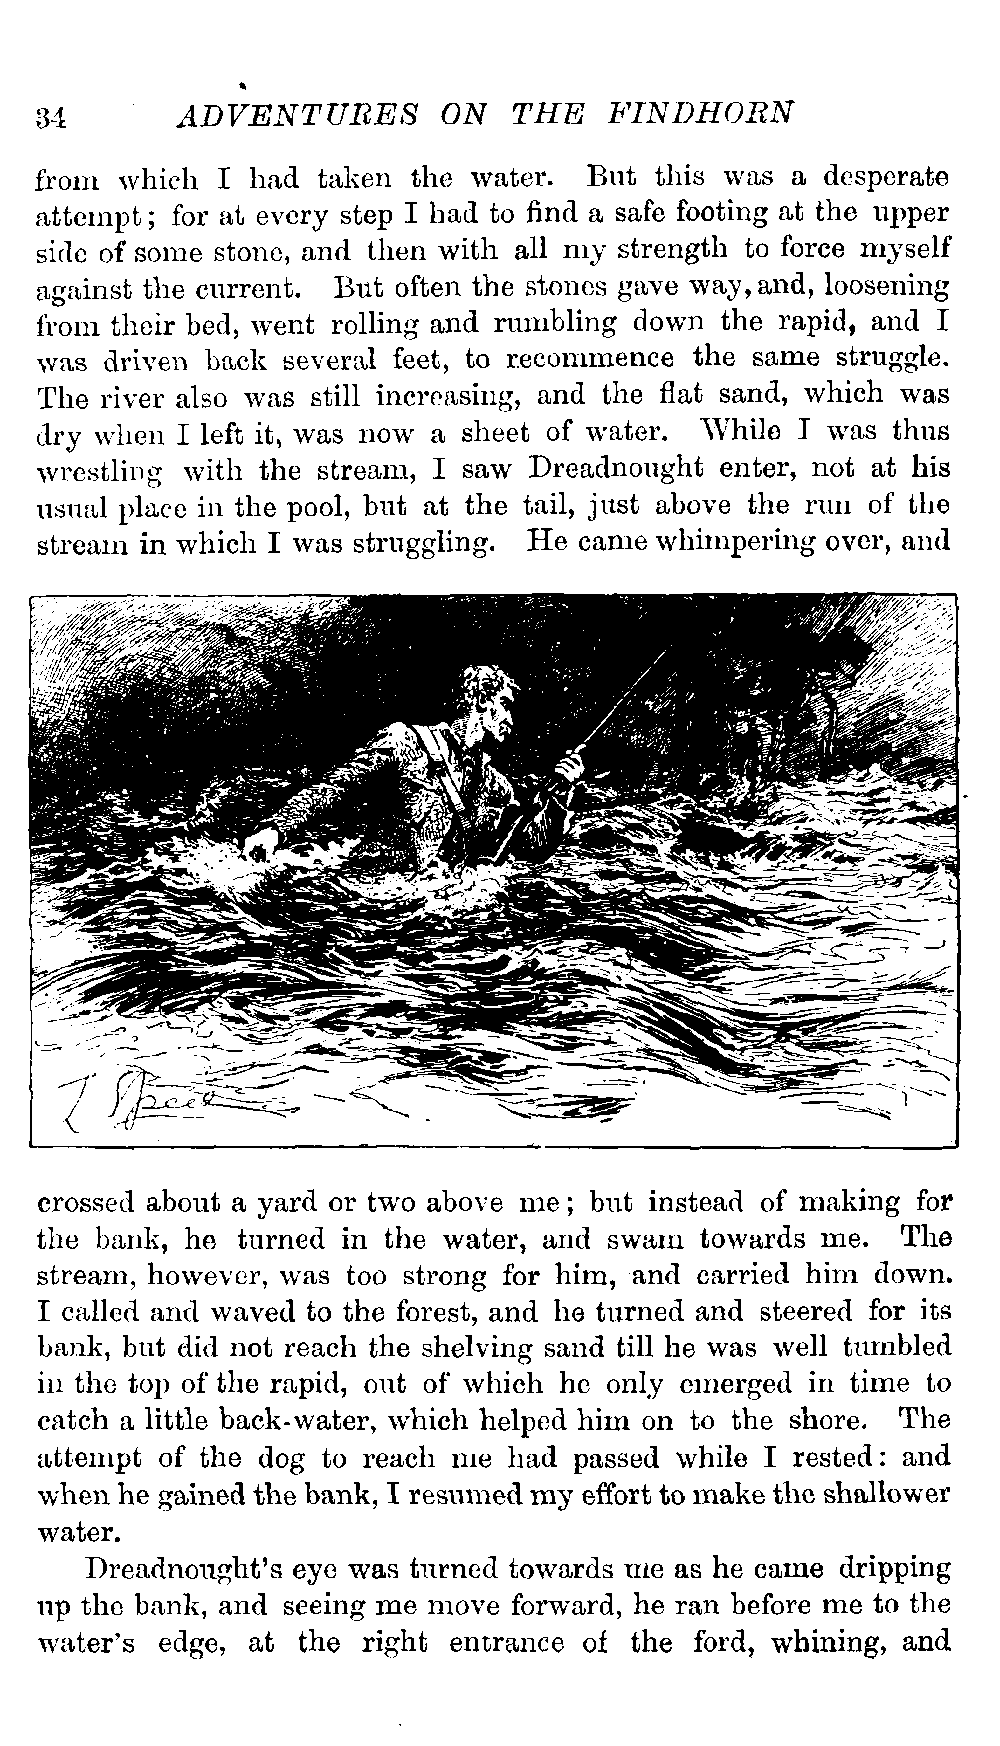 34 ADVENTURES ON THE FINDHORN
from which I had taken the water. But this was a desperate
attempt; for at every step I had to find a safe footing at the upper
side of some stone, and then with all my strength to force myself
against the current. But often the stones gave way, and, loosening
from their bed, went rolling and rumbling down the rapid, and I
was driven back several feet, to recommence the same struggle.
The river also was still increasing, and the flat sand, which was
dry when I left it, was now a sheet of water. While I was thus
wrestling with the stream, I saw Dreadnought enter, not at his
usual place in the pool, but at the tail, just above the run of the
stream in which I was struggling. He came whimpering over, and
L Speed
crossed about a yard or two above me; but instead of making for
the bank, he turned in the water, and swam towards me. The
stream, however, was too strong for him, and carried him down.
I called and waved to the forest, and he turned and steered for its
bank, but did not reach the shelving sand till he was well tumbled
in the top of the rapid, out of which he only emerged in time to
catch a little back-water, which helped him on to the shore. The
attempt of the dog to reach me had passed while I rested: and
when he gained the bank, I resumed my effort to make the shallower
water.
Dreadnought's eye was turned towards me as he came dripping
up the bank, and seeing me move forward, he ran before me to the
water's edge, at the right entrance of the ford, whining, and